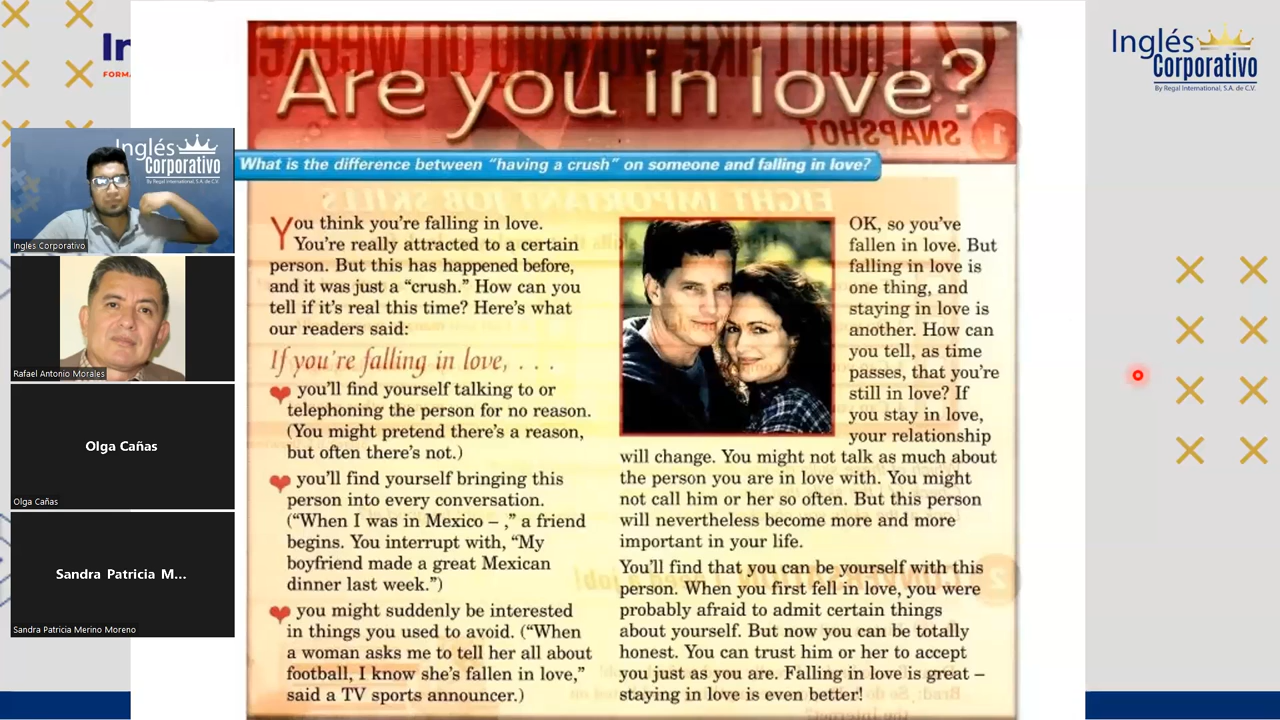 In
FORMA
Inglés
Corporativo
By Regal International, S.A. de C.V.
Inglés
Corporativo
By Regal International, S.A. de C.V.
Inglés Corporativo
Rafael Antonio Morales
Olga Cañas
Olga Cañas
Sandra Patricia M...
Sandra Patricia Merino Moreno
Are you in love?
What is the difference between “having a crush” on someone and falling in love?
You think you’re falling in love.
You’re really attracted to a certain
person. But this has happened before,
and it was just a “crush.” How can you
tell if it’s real this time? Here’s what
our readers said:
If you’re falling in love, . . .
you’ll find yourself talking to or
telephoning the person for no reason.
(You might pretend there’s a reason,
but often there’s not.)
you’ll find yourself bringing this
person into every conversation.
(“When I was in Mexico – ,” a friend
begins. You interrupt with, “My
boyfriend made a great Mexican
dinner last week.”)
you might suddenly be interested
in things you used to avoid. (“When
a woman asks me to tell her all about
football, I know she’s fallen in love,”
said a TV sports announcer.)
OK, so you’ve
fallen in love. But
falling in love is
one thing, and
staying in love is
another. How can
you tell, as time
passes, that you’re
still in love? If
you stay in love,
your relationship
will change. You might not talk as much about
the person you are in love with. You might
not call him or her so often. But this person
will nevertheless become more and more
important in your life.
You’ll find that you can be yourself with this
person. When you first fell in love, you were
probably afraid to admit certain things
about yourself. But now you can be totally
honest. You can trust him or her to accept
you just as you are. Falling in love is great –
staying in love is even better!